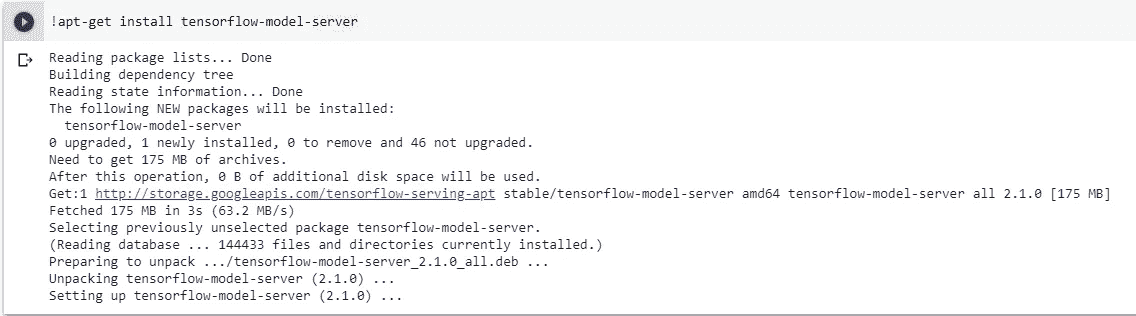 !apt-get install tensorflow-model-server
Reading package lists... Done
Building dependency tree
Reading state information... Done
The following NEW packages will be installed:
  tensorflow-model-server
0 upgraded, 1 newly installed, 0 to remove and 46 not upgraded.
Need to get 175 MB of archives.
After this operation, 0 B of additional disk space will be used.
Get:1 http://storage.googleapis.com/tensorflow-serving-apt stable/tensorflow-model-server amd64 tensorflow-model-server all 2.1.0 [175 MB]
Fetched 175 MB in 3s (63.2 MB/s)
Selecting previously unselected package tensorflow-model-server.
(Reading database ... 144433 files and directories currently installed.)
Preparing to unpack .../tensorflow-model-server_2.1.0_all.deb ...
Unpacking tensorflow-model-server (2.1.0) ...
Setting up tensorflow-model-server (2.1.0) ...